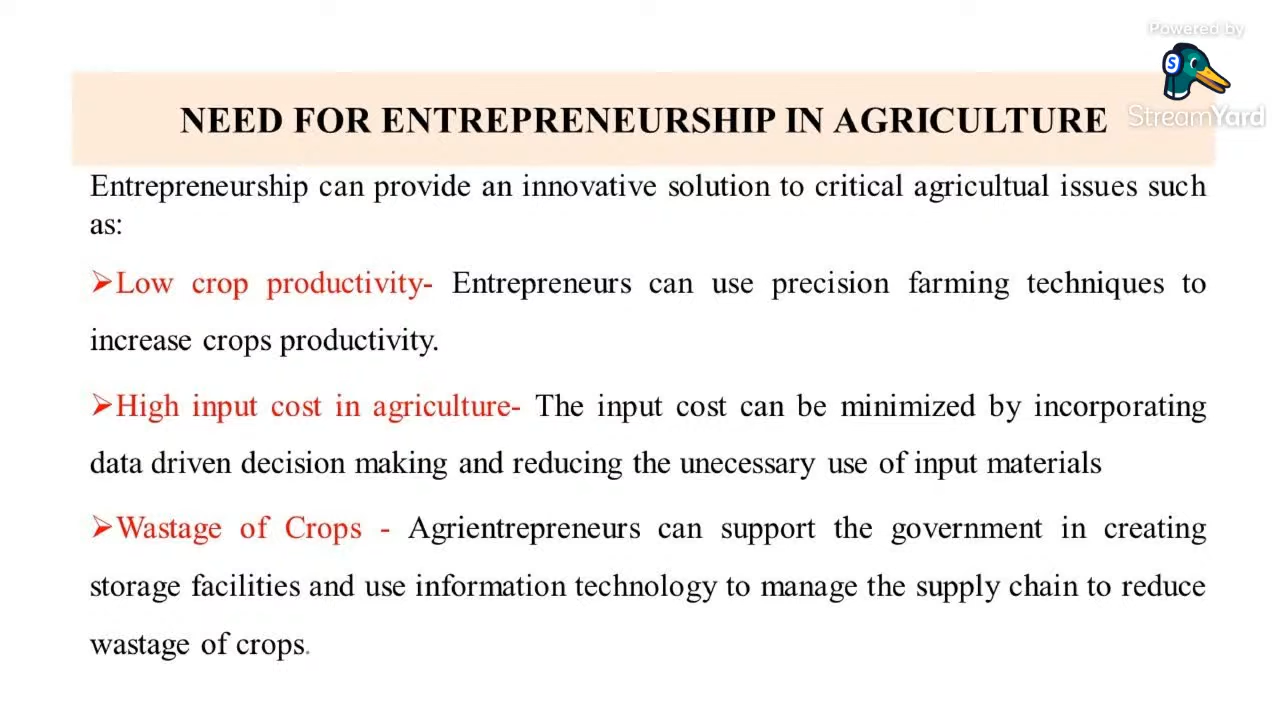 Powered by
S
StreamYard
NEED FOR ENTREPRENEURSHIP IN AGRICULTURE
Entrepreneurship can provide an innovative solution to critical agricultual issues such
as:
➢Low crop productivity- Entrepreneurs can use precision farming techniques to
increase crops productivity.
➢High input cost in agriculture- The input cost can be minimized by incorporating
data driven decision making and reducing the unecessary use of input materials
➢Wastage of Crops - Agrientrepreneurs can support the government in creating
storage facilities and use information technology to manage the supply chain to reduce
wastage of crops.